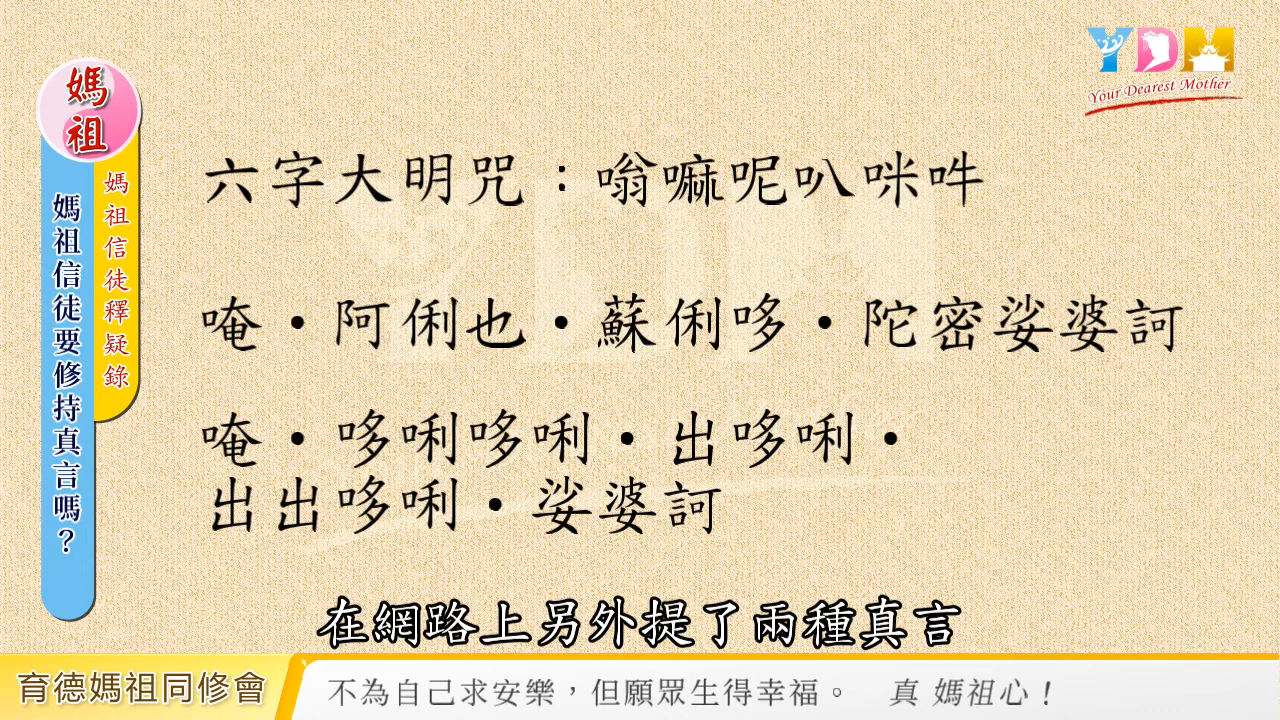 YDM
Your Dearest Mother
媽祖
媽祖信徒釋疑錄
媽祖信徒要修持真言嗎？
六字大明咒：嗡嘛呢叭咪吽
唵·阿俐也·蘇俐哆·陀密娑婆訶
唵·哆唎哆唎·出哆唎·
出出哆唎·娑婆訶
在網路上另外提了兩種真言
育德媽祖同修會
不為自己求安樂，但願眾生得幸福。 真 媽祖心！